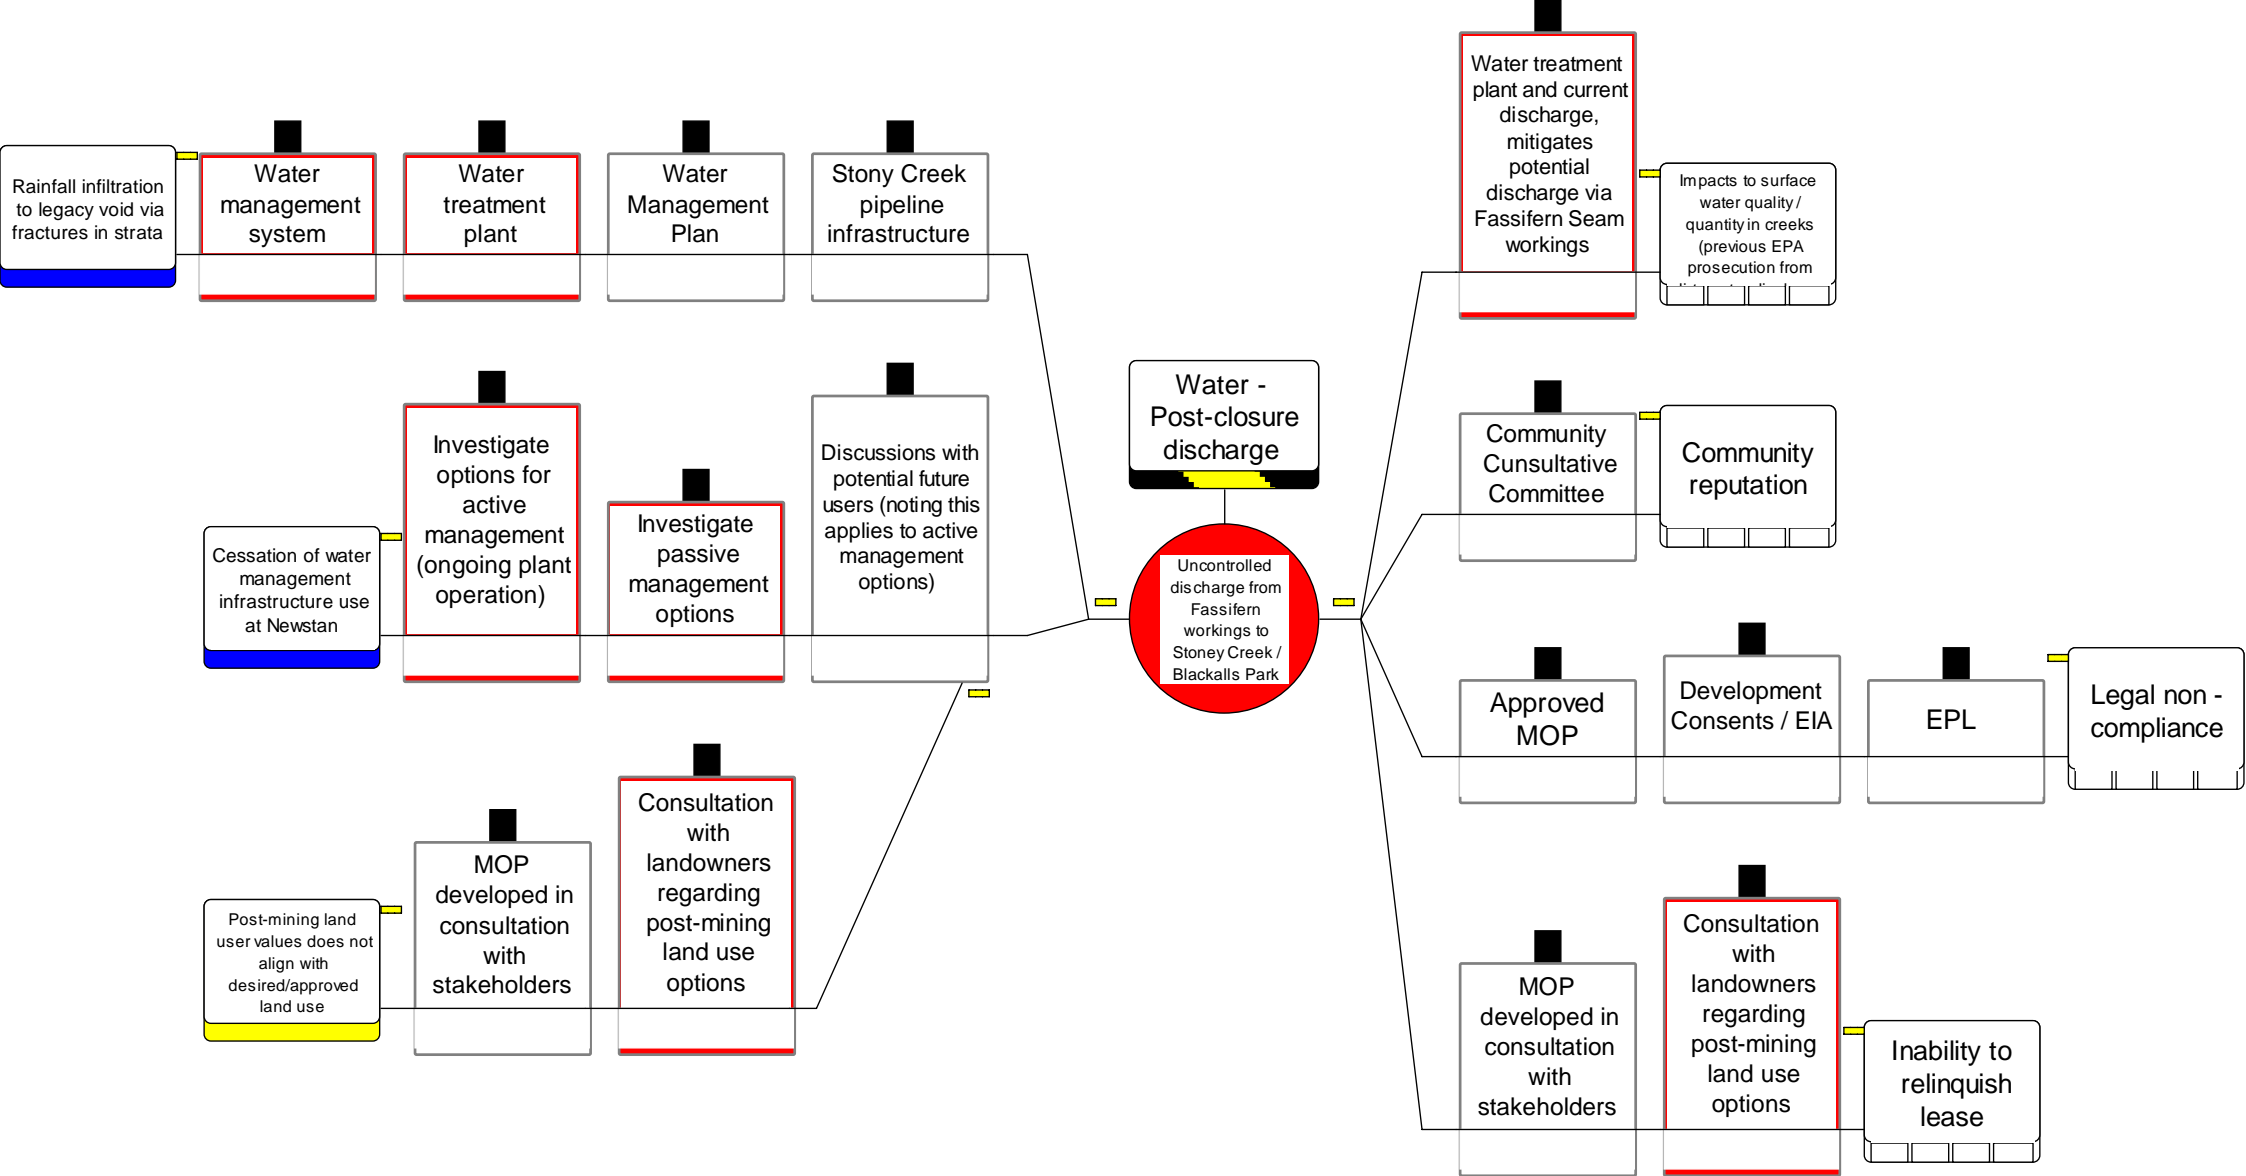 Rainfall infiltration
to legacy void via
fractures in strata
Water
management
system
Water
treatment
plant
Water
Management
Plan
Stony Creek
pipeline
infrastructure
Cessation of water
management
infrastructure use
at Newstan
Investigate
options for
active
management
(ongoing plant
operation)
Investigate
passive
management
options
Discussions with
potential future
users (noting this
applies to active
management
options)
Post-mining land
user values does not
align with
desired/approved
land use
MOP
developed in
consultation
with
stakeholders
Consultation
with
landowners
regarding
post-mining
land use
options
Water -
Post-closure
discharge
Uncontrolled
discharge from
Fassifern
workings to
Stoney Creek /
Blackalls Park
Water treatment
plant and current
discharge,
mitigates
potential
discharge via
Fassifern Seam
workings
Impacts to surface
water quality /
quantity in creeks
(previous EPA
prosecution from
Community
Cunsultative
Committee
Community
reputation
Approved
MOP
Development
Consents / EIA
EPL
Legal non -
compliance
MOP
developed in
consultation
with
stakeholders
Consultation
with
landowners
regarding
post-mining
land use
options
Inability to
relinquish
lease